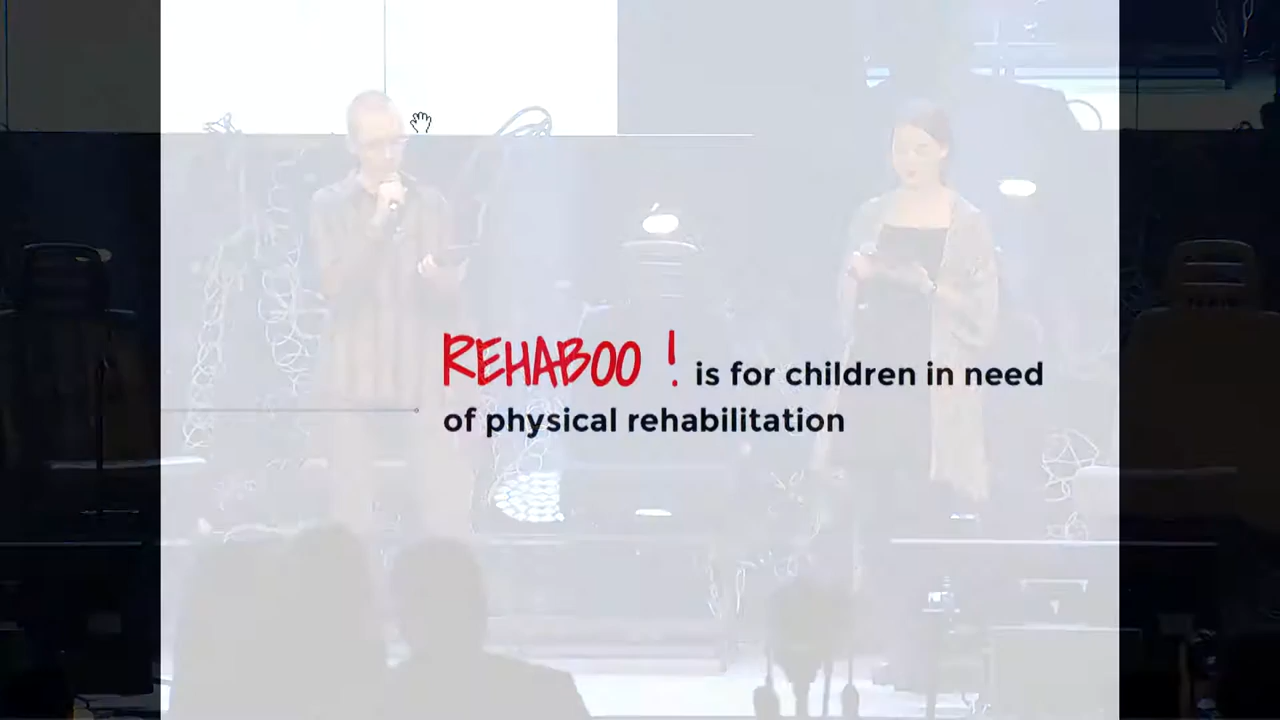 REHABOO ! is for children in need
of physical rehabilitation